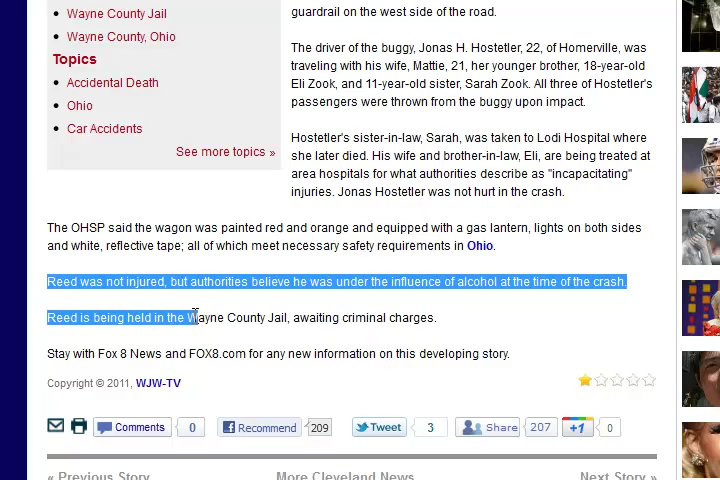 Wayne County Jail
Wayne County, Ohio
Topics
Accidental Death
Ohio
Car Accidents
See more topics »
guardrail on the west side of the road.
The driver of the buggy, Jonas H. Hostetler, 22, of Homerville, was
traveling with his wife, Mattie, 21, her younger brother, 18-year-old
Eli Zook, and 11-year-old sister, Sarah Zook. All three of Hostetler's
passengers were thrown from the buggy upon impact.
Hostetler's sister-in-law, Sarah, was taken to Lodi Hospital where
she later died. His wife and brother-in-law, Eli, are being treated at
area hospitals for what authorities describe as "incapacitating"
injuries. Jonas Hostetler was not hurt in the crash.
The OHSP said the wagon was painted red and orange and equipped with a gas lantern, lights on both sides
and white, reflective tape; all of which meet necessary safety requirements in Ohio.
Reed was not injured, but authorities believe he was under the influence of alcohol at the time of the crash.
Reed is being held in the Wayne County Jail, awaiting criminal charges.
Stay with Fox 8 News and FOX8.com for any new information on this developing story.
Copyright © 2011, WJW-TV
Comments 0 Recommend 209 Tweet 3 Share 207 +1 0
« Previous Story More Cleveland News Next Story »